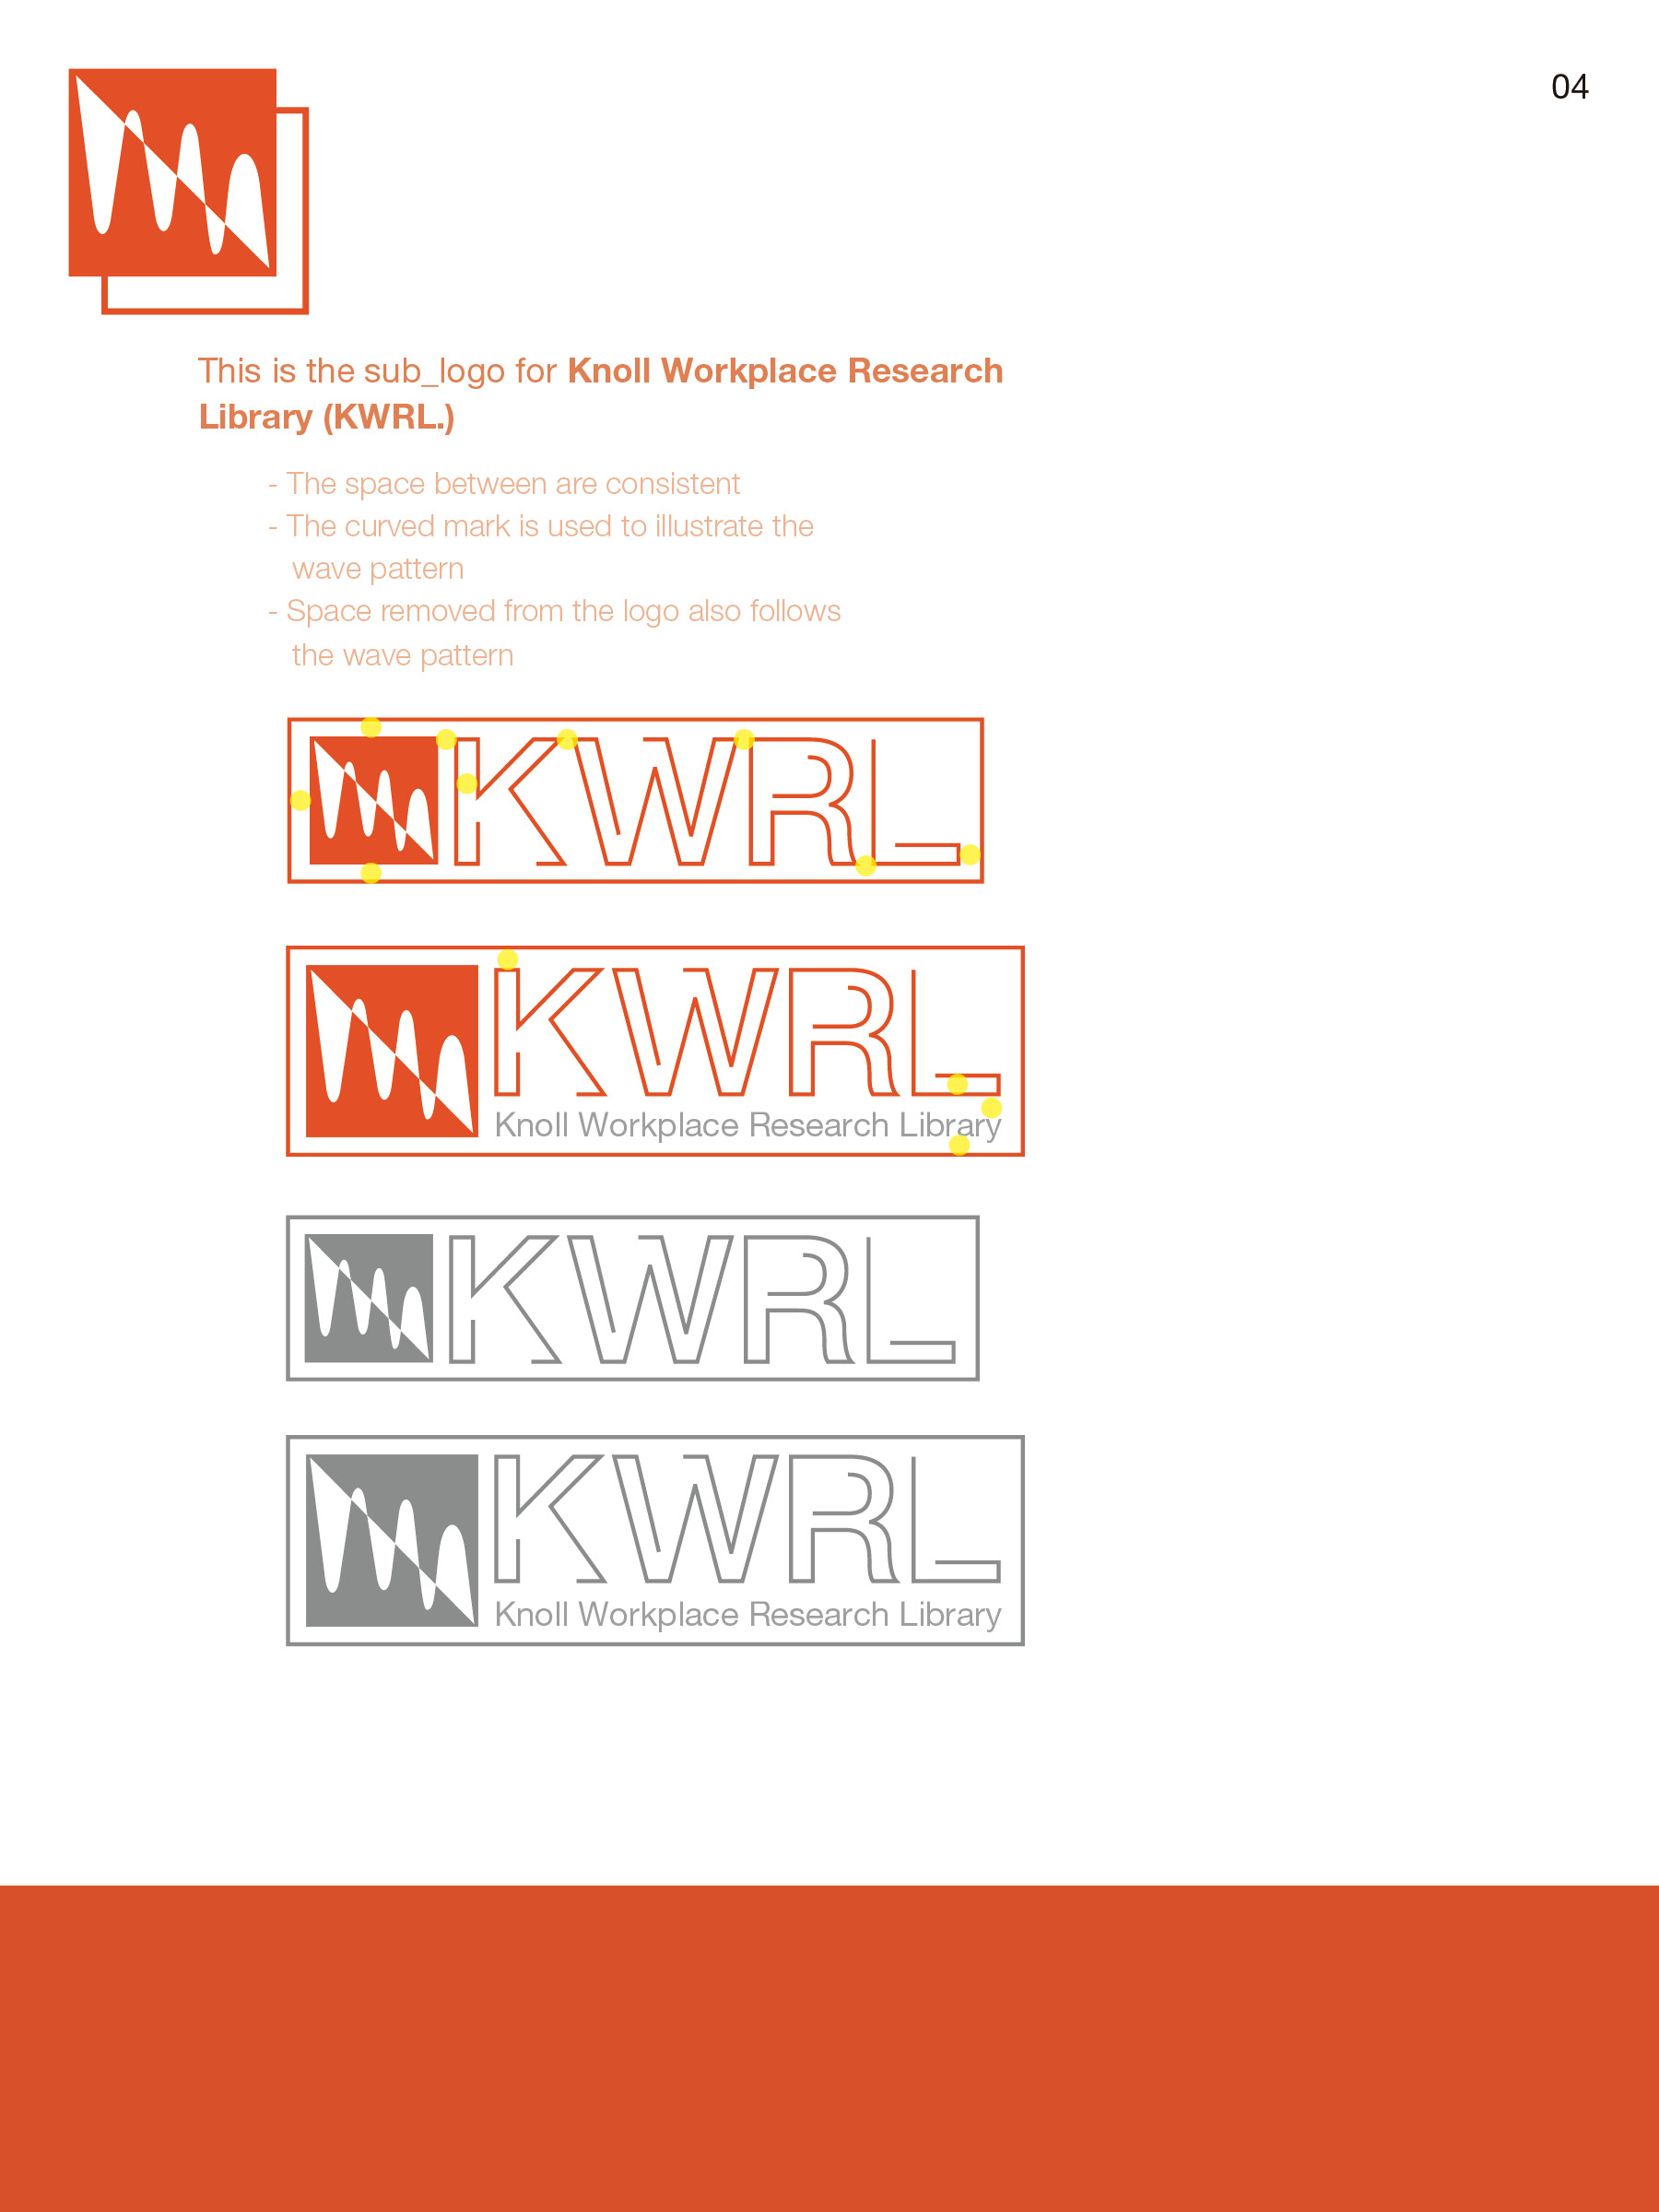 04
This is the sub_logo for Knoll Workplace Research
Library (KWRL.)
- The space between are consistent
- The curved mark is used to illustrate the
wave pattern
- Space removed from the logo also follows
the wave pattern
KWRL
KWRL
Knoll Workplace Research Library
KWRL
KWRL
Knoll Workplace Research Library